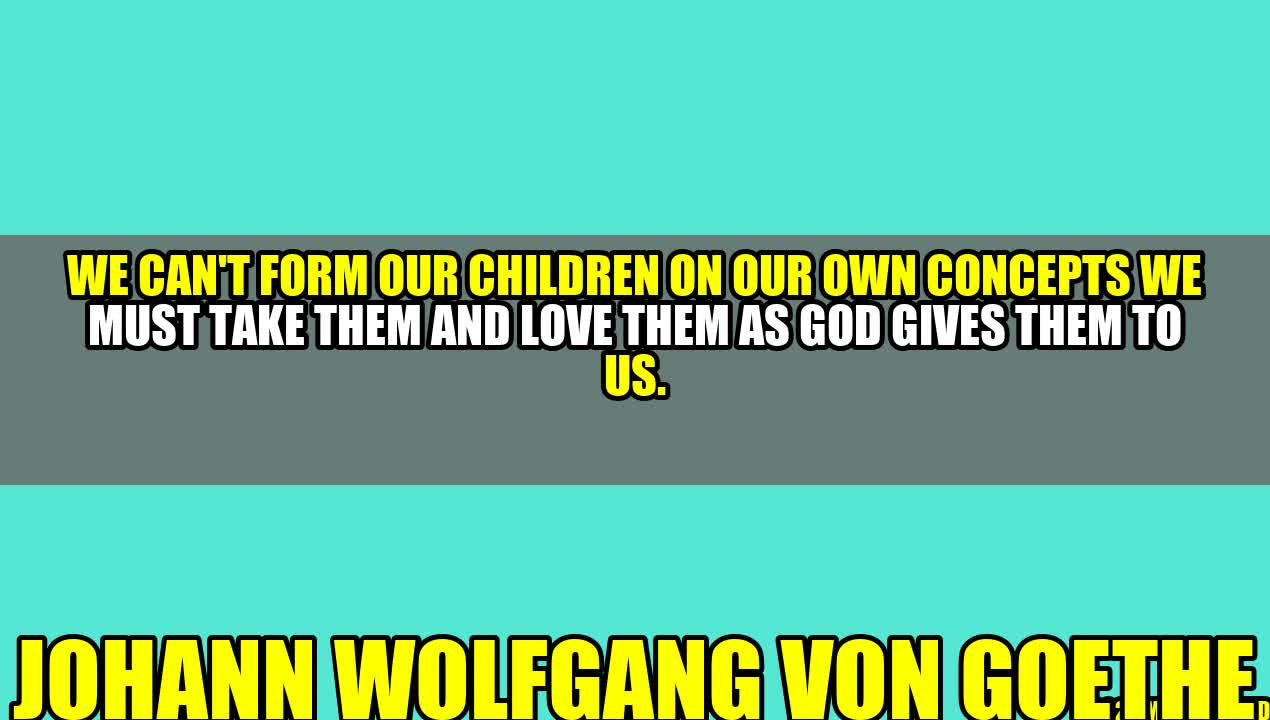 WE CAN'T FORM OUR CHILDREN ON OUR OWN CONCEPTS WE
MUST TAKE THEM AND LOVE THEM AS GOD GIVES THEM TO
US.
JOHANN WOLFGANG VON GOETHE